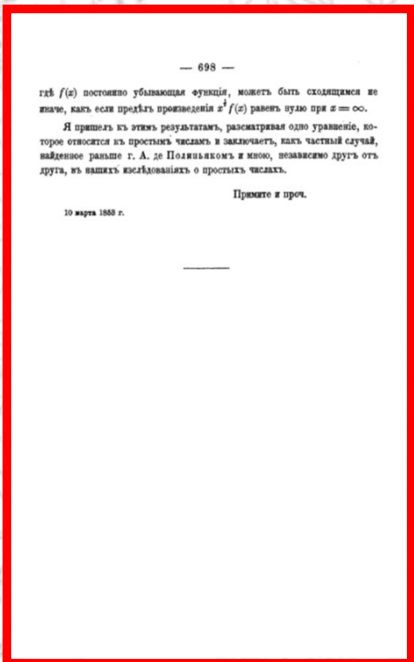 — 698 —
гдѣ f(x) постоянно убывающая функція, можетъ быть сходящимся не
иначе, какъ если предѣлъ произведенія x^½ f(x) равенъ нулю при x = ∞.
Я пришелъ къ этимъ результатамъ, разсматривая одно уравненіе, ко-
торое относится къ простымъ числамъ и заключаетъ, какъ частный случай,
найденное раньше г. А. де Полиньякомъ и мною, независимо другъ отъ
друга, въ нашихъ изслѣдованіяхъ о простыхъ числахъ.
Примите и проч.
10 марта 1853 г.